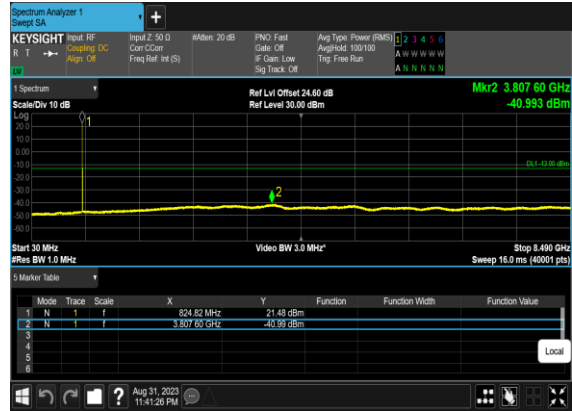 Spectrum Analyzer 1
Swept SA
+
KEYSIGHT Input: RF Input Z: 50 Ω #Atten: 20 dB PNO: Fast Avg Type: Power (RMS) 1 2 3 4 5 6
R T Coupling: DC Corr CCorr Gate: Off Avg|Hold: 100/100 A W W W W W
Align: Off Freq Ref: Int (S) IF Gain: Low Trig: Free Run
Sig Track: Off A N N N N N
1 Spectrum Ref Lvl Offset 24.60 dB Mkr2 3.807 60 GHz
Scale/Div 10 dB Ref Level 30.00 dBm -40.993 dBm
Log
1
20.0
10.0
0.00
-10.0
DL1 -13.00 dBm
-20.0
-30.0
2
-40.0
-50.0
-60.0
Start 30 MHz Video BW 3.0 MHz* Stop 8.490 GHz
#Res BW 1.0 MHz Sweep 16.0 ms (40001 pts)
5 Marker Table
Mode Trace Scale X Y Function Function Width Function Value
1 N 1 f 824.82 MHz 21.48 dBm
2 N 1 f 3.807 60 GHz -40.99 dBm
3
4
5
6
Local
? Aug 31, 2023
11:41:26 PM